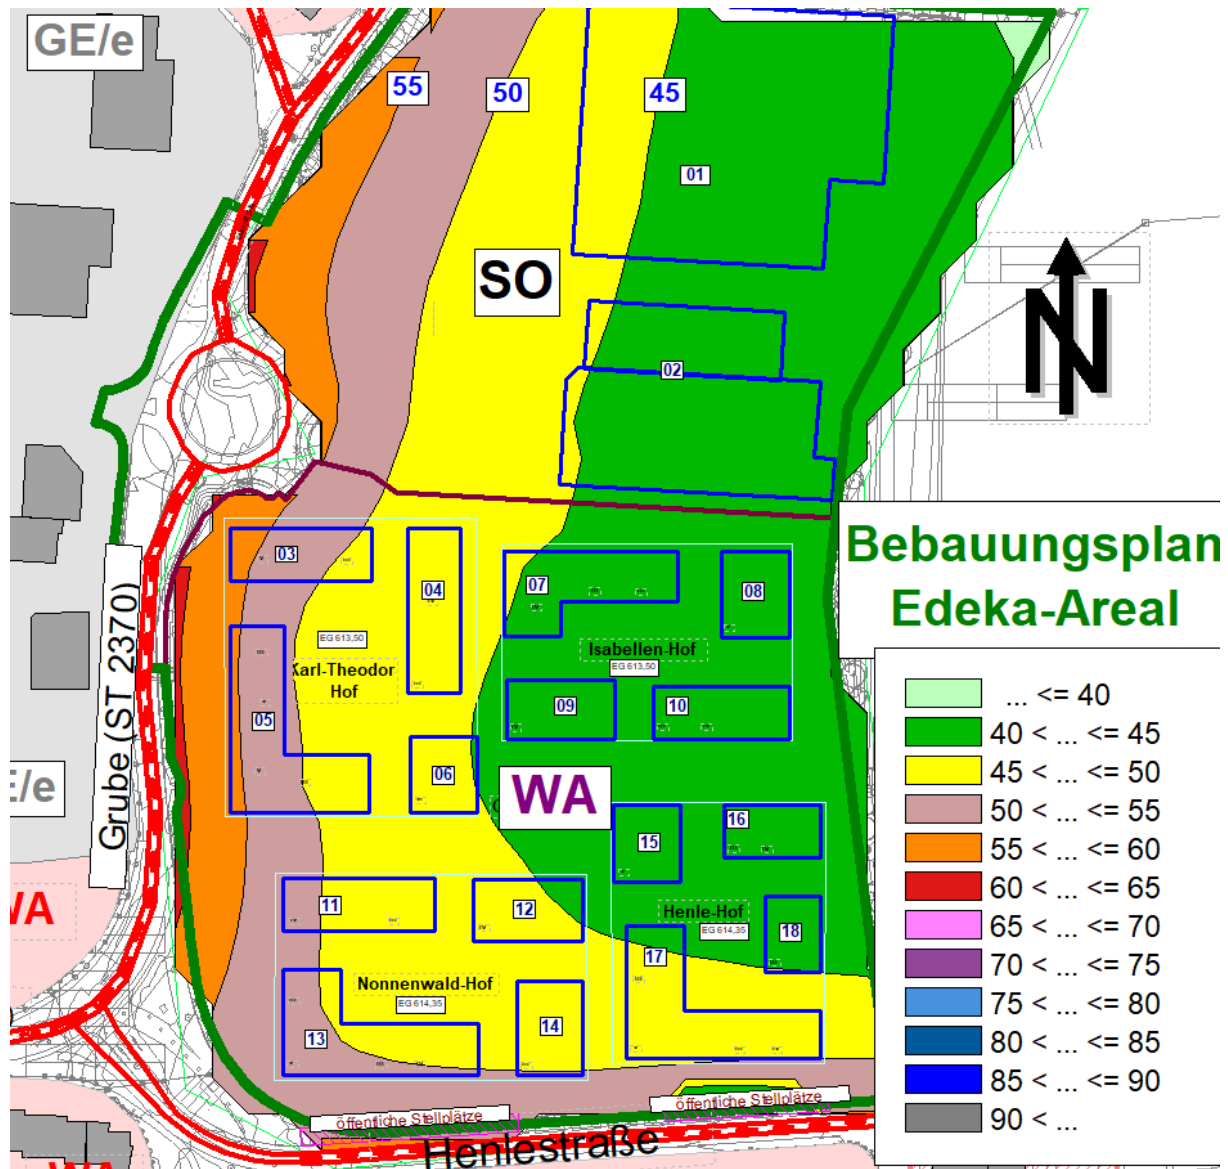 GE/e
55
50
45
01
SO
N
02
Bebauungsplan
Edeka-Areal
03
04
07
08
EG 613,50
Isabellen-Hof
EG 613,50
Karl-Theodor
Hof
05
09
10
06
WA
Grube (ST 2370)
E/e
15
16
WA
11
12
Henle-Hof
EG 614,35
18
17
Nonnenwald-Hof
EG 614,35
13
14
... <= 40
40 < ... <= 45
45 < ... <= 50
50 < ... <= 55
55 < ... <= 60
60 < ... <= 65
65 < ... <= 70
70 < ... <= 75
75 < ... <= 80
80 < ... <= 85
85 < ... <= 90
90 < ...
öffentliche Stellplätze
öffentliche Stellplätze
Henlestraße
WA